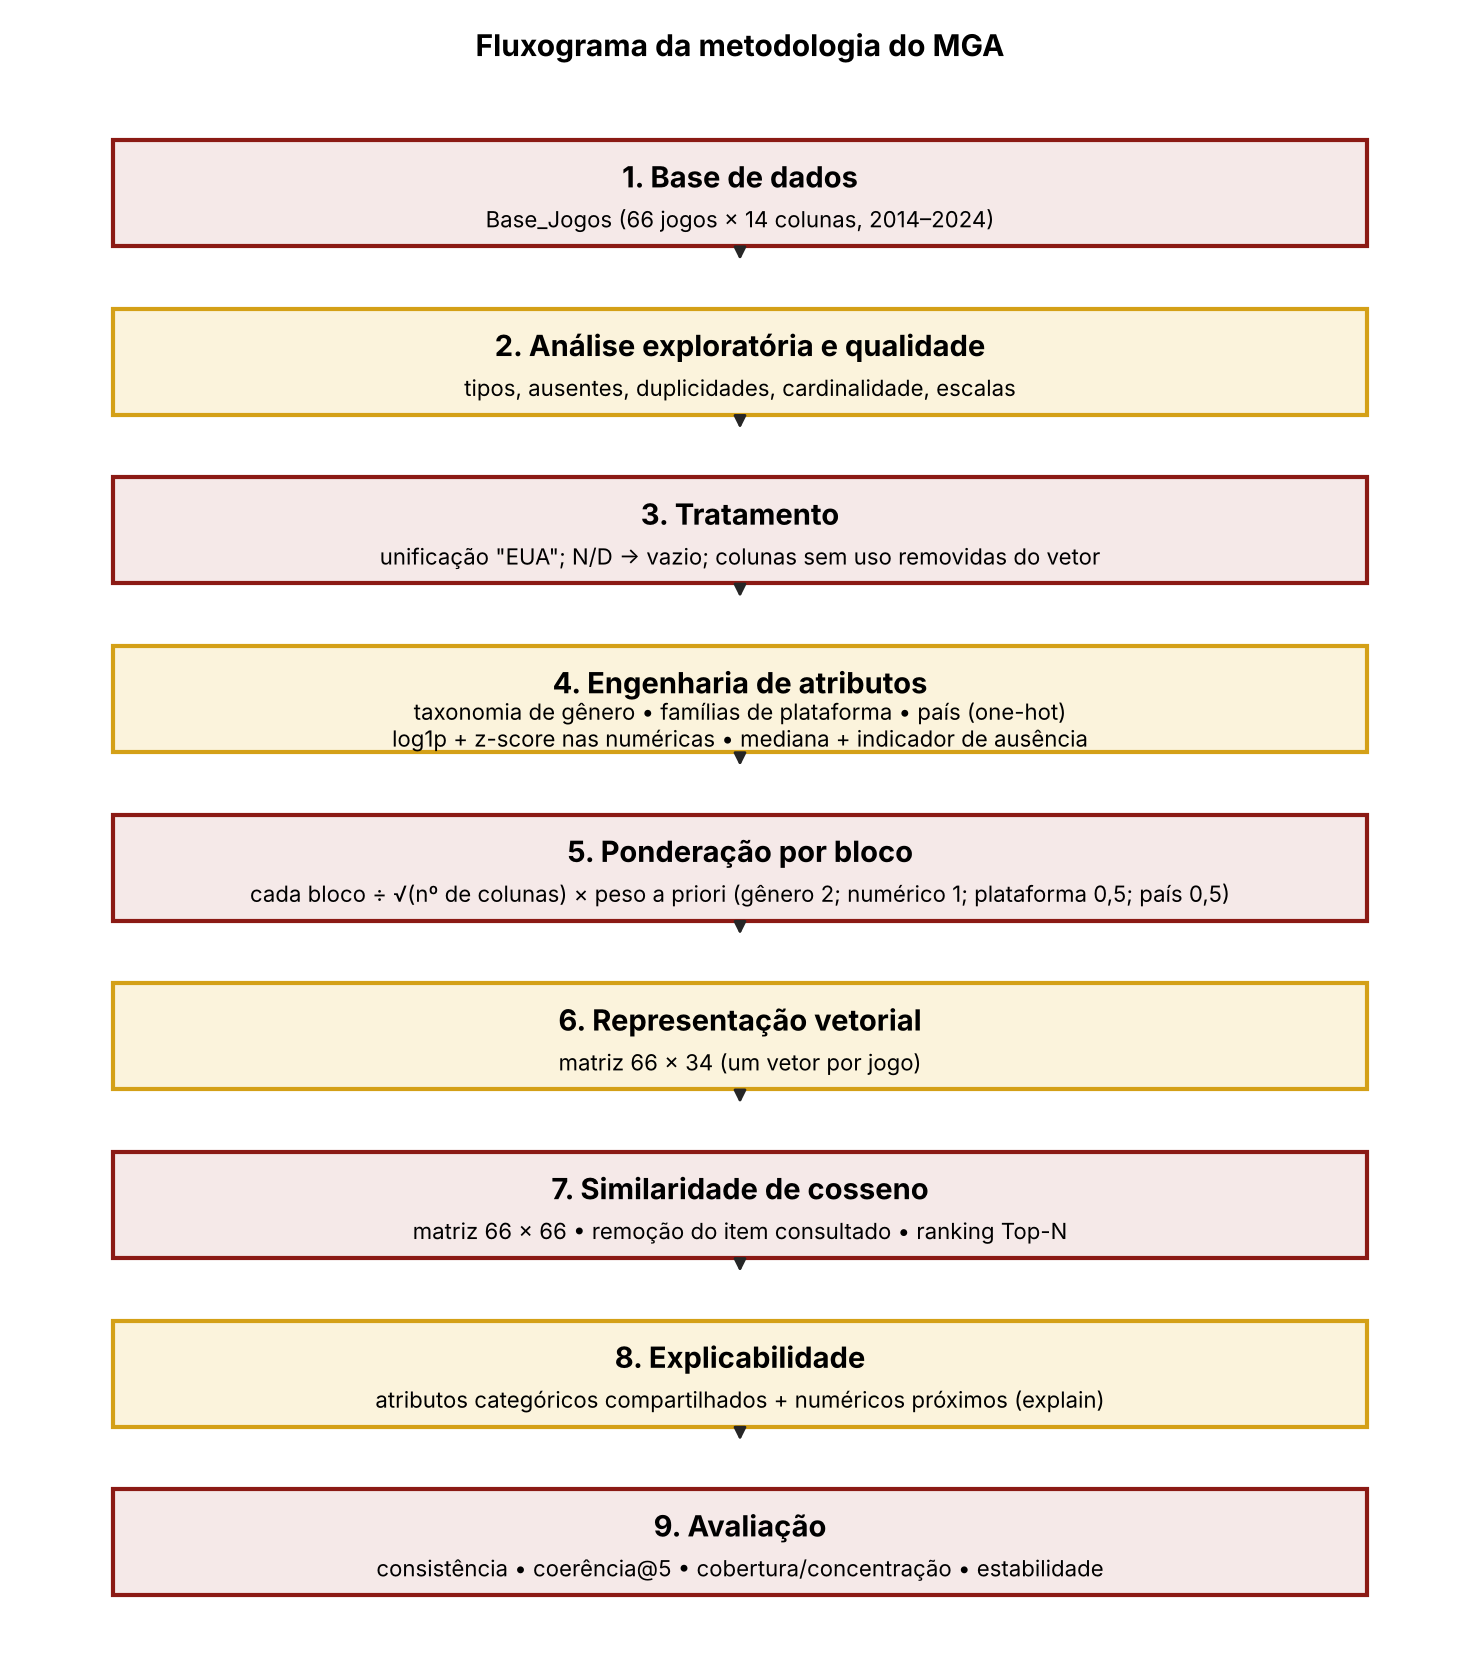 Fluxograma da metodologia do MGA
1. Base de dados
Base_Jogos (66 jogos × 14 colunas, 2014–2024)
2. Análise exploratória e qualidade
tipos, ausentes, duplicidades, cardinalidade, escalas
3. Tratamento
unificação "EUA"; N/D → vazio; colunas sem uso removidas do vetor
4. Engenharia de atributos
taxonomia de gênero • famílias de plataforma • país (one-hot)
log1p + z-score nas numéricas • mediana + indicador de ausência
5. Ponderação por bloco
cada bloco ÷ √(nº de colunas) × peso a priori (gênero 2; numérico 1; plataforma 0,5; país 0,5)
6. Representação vetorial
matriz 66 × 34 (um vetor por jogo)
7. Similaridade de cosseno
matriz 66 × 66 • remoção do item consultado • ranking Top-N
8. Explicabilidade
atributos categóricos compartilhados + numéricos próximos (explain)
9. Avaliação
consistência • coerência@5 • cobertura/concentração • estabilidade